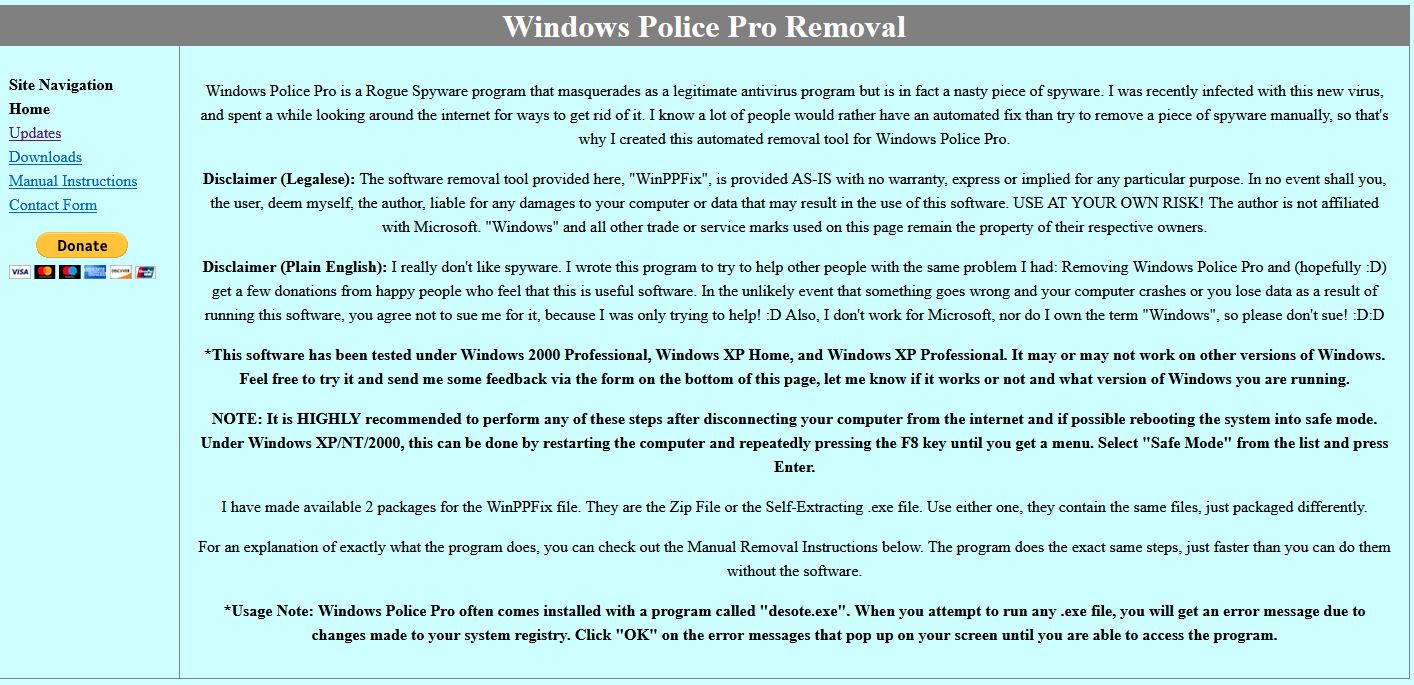 Windows Police Pro Removal
Site Navigation
Home
Updates
Downloads
Manual Instructions
Contact Form
Donate
VISA
DISCOVER
Windows Police Pro is a Rogue Spyware program that masquerades as a legitimate antivirus program but is in fact a nasty piece of spyware. I was recently infected with this new virus,
and spent a while looking around the internet for ways to get rid of it. I know a lot of people would rather have an automated fix than try to remove a piece of spyware manually, so that's
why I created this automated removal tool for Windows Police Pro.
Disclaimer (Legalese): The software removal tool provided here, "WinPPFix", is provided AS-IS with no warranty, express or implied for any particular purpose. In no event shall you,
the user, deem myself, the author, liable for any damages to your computer or data that may result in the use of this software. USE AT YOUR OWN RISK! The author is not affiliated
with Microsoft. "Windows" and all other trade or service marks used on this page remain the property of their respective owners.
Disclaimer (Plain English): I really don't like spyware. I wrote this program to try to help other people with the same problem I had: Removing Windows Police Pro and (hopefully :D)
get a few donations from happy people who feel that this is useful software. In the unlikely event that something goes wrong and your computer crashes or you lose data as a result of
running this software, you agree not to sue me for it, because I was only trying to help! :D Also, I don't work for Microsoft, nor do I own the term "Windows", so please don't sue! :D:D
*This software has been tested under Windows 2000 Professional, Windows XP Home, and Windows XP Professional. It may or may not work on other versions of Windows.
Feel free to try it and send me some feedback via the form on the bottom of this page, let me know if it works or not and what version of Windows you are running.
NOTE: It is HIGHLY recommended to perform any of these steps after disconnecting your computer from the internet and if possible rebooting the system into safe mode.
Under Windows XP/NT/2000, this can be done by restarting the computer and repeatedly pressing the F8 key until you get a menu. Select "Safe Mode" from the list and press
Enter.
I have made available 2 packages for the WinPPFix file. They are the Zip File or the Self-Extracting .exe file. Use either one, they contain the same files, just packaged differently.
For an explanation of exactly what the program does, you can check out the Manual Removal Instructions below. The program does the exact same steps, just faster than you can do them
without the software.
*Usage Note: Windows Police Pro often comes installed with a program called "desote.exe". When you attempt to run any .exe file, you will get an error message due to
changes made to your system registry. Click "OK" on the error messages that pop up on your screen until you are able to access the program.